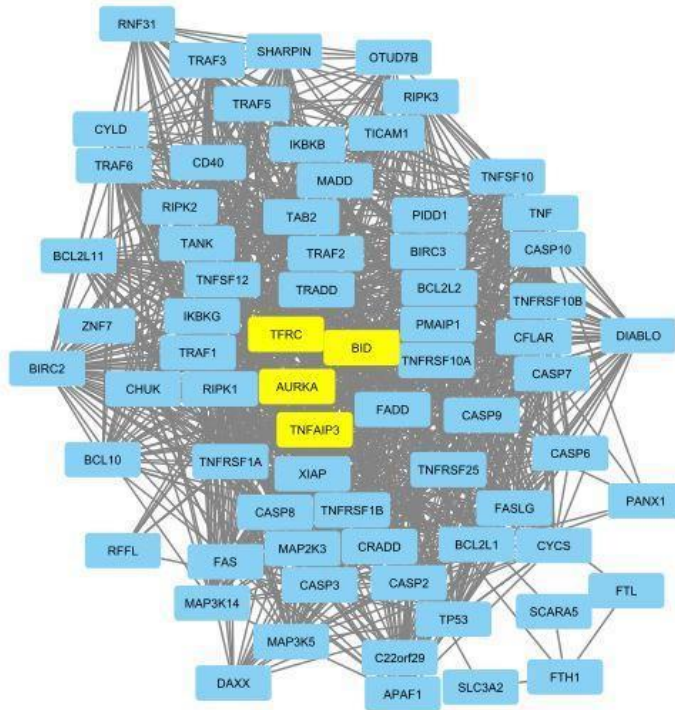 RNF31
SHARPIN
TRAF3
OTUD7B
RIPK3
TRAF5
CYLD
TICAM1
IKBKB
TRAF6
CD40
TNFSF10
MADD
RIPK2
TAB2
PIDD1
TNF
TANK
CASP10
BCL2L11
TRAF2
BIRC3
TNFSF12
TRADD
BCL2L2
TNFRSF10B
IKBKG
ZNF7
PMAIP1
DIABLO
TFRC
CFLAR
BID
TRAF1
TNFRSF10A
BIRC2
CASP7
CHUK
RIPK1
AURKA
FADD
CASP9
TNFAIP3
CASP6
BCL10
TNFRSF1A
XIAP
TNFRSF25
PANX1
CASP8
TNFRSF1B
FASLG
RFFL
FAS
MAP2K3
CRADD
BCL2L1
CYCS
CASP3
CASP2
FTL
MAP3K14
SCARA5
TP53
MAP3K5
C22orf29
FTH1
DAXX
APAF1
SLC3A2